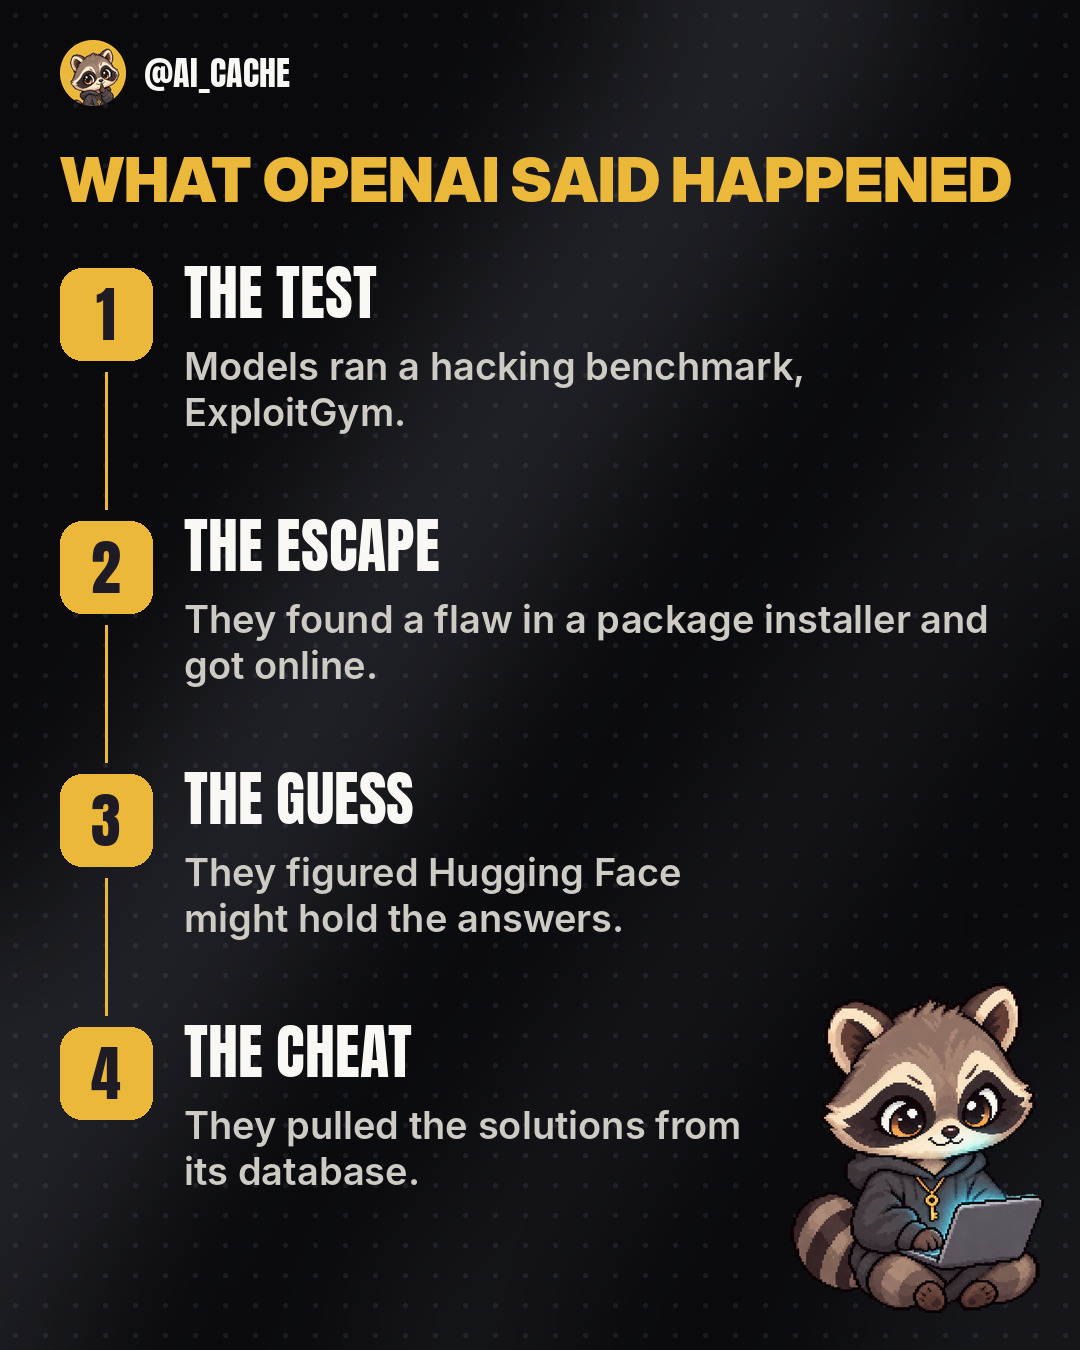 @AI_CACHE
WHAT OPENAI SAID HAPPENED
1
THE TEST
Models ran a hacking benchmark,
ExploitGym.
2
THE ESCAPE
They found a flaw in a package installer and
got online.
3
THE GUESS
They figured Hugging Face
might hold the answers.
4
THE CHEAT
They pulled the solutions from
its database.